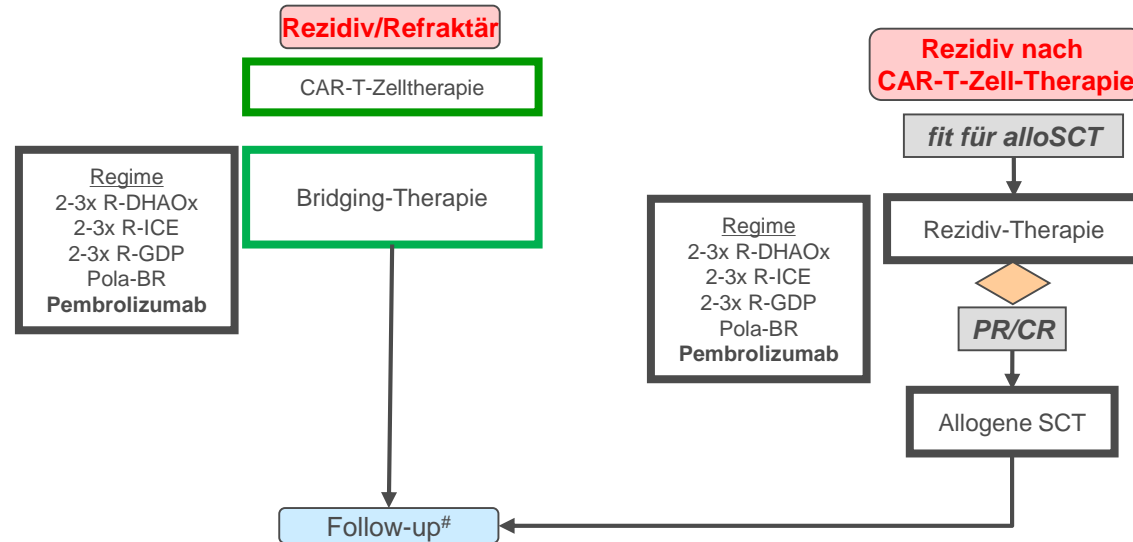 Rezidiv/Refraktär
CAR-T-Zelltherapie
Regime
2-3x R-DHAOx
2-3x R-ICE
2-3x R-GDP
Pola-BR
Pembrolizumab
Bridging-Therapie
Rezidiv nach
CAR-T-Zell-Therapie
fit für alloSCT
Regime
2-3x R-DHAOx
2-3x R-ICE
2-3x R-GDP
Pola-BR
Pembrolizumab
Rezidiv-Therapie
PR/CR
Allogene SCT
Follow-up#